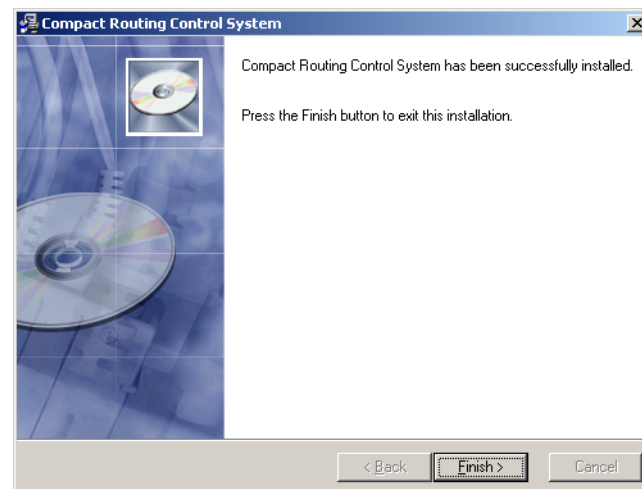 Compact Routing Control System
Compact Routing Control System has been successfully installed.
Press the Finish button to exit this installation.
< Back Finish > Cancel